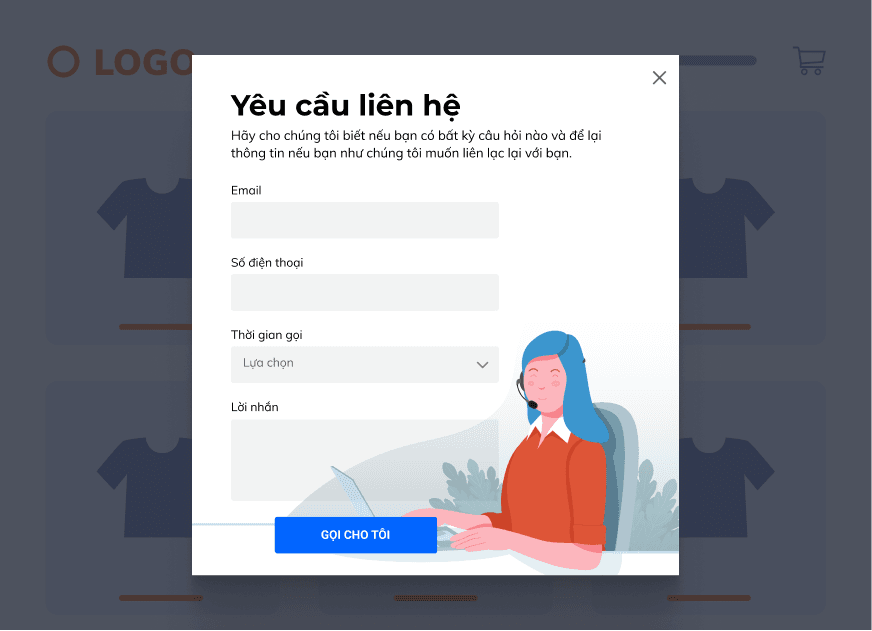 LOGO
Yêu cầu liên hệ
Hãy cho chúng tôi biết nếu bạn có bất kỳ câu hỏi nào và để lại
thông tin nếu bạn như chúng tôi muốn liên lạc lại với bạn.
Email
Số điện thoại
Thời gian gọi
Lựa chọn
Lời nhắn
GỌI CHO TÔI